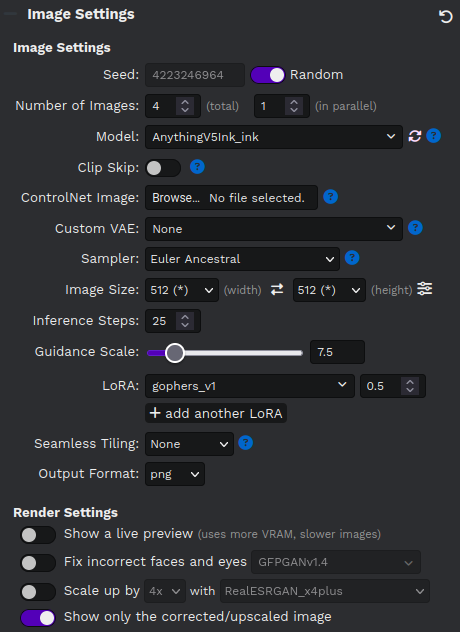 Image Settings
Image Settings
Seed: 4223246964 Random
Number of Images: 4 (total) 1 (in parallel)
Model: AnythingV5Ink_ink ?
Clip Skip: ?
ControlNet Image: Browse... No file selected. ?
Custom VAE: None ?
Sampler: Euler Ancestral ?
Image Size: 512 (*) (width) 512 (*) (height)
Inference Steps: 25
Guidance Scale: 7.5
LoRA: gophers_v1 0.5
+ add another LoRA
Seamless Tiling: None ?
Output Format: png
Render Settings
Show a live preview (uses more VRAM, slower images)
Fix incorrect faces and eyes GFPGANv1.4
Scale up by 4x with RealESRGAN_x4plus
Show only the corrected/upscaled image